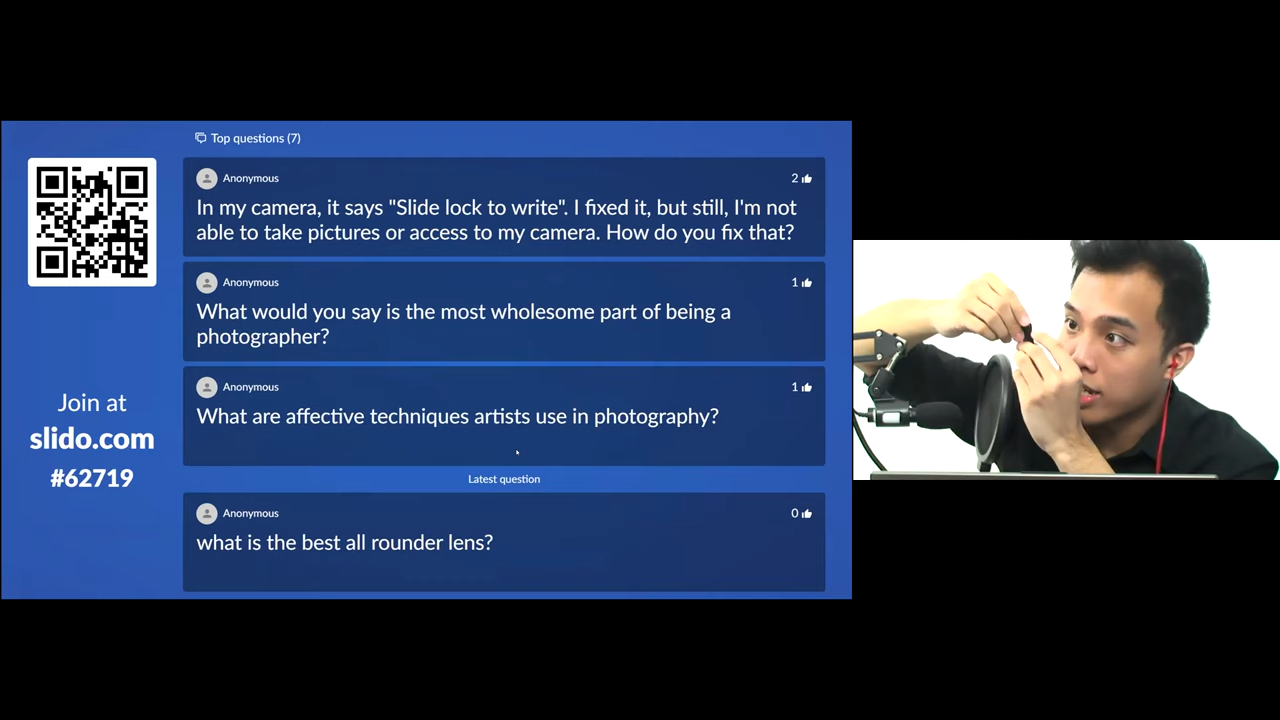 Top questions (7)
Anonymous
2
In my camera, it says "Slide lock to write". I fixed it, but still, I'm not
able to take pictures or access to my camera. How do you fix that?
Anonymous
1
What would you say is the most wholesome part of being a
photographer?
Anonymous
1
What are affective techniques artists use in photography?
Join at
slido.com
#62719
Latest question
Anonymous
0
what is the best all rounder lens?